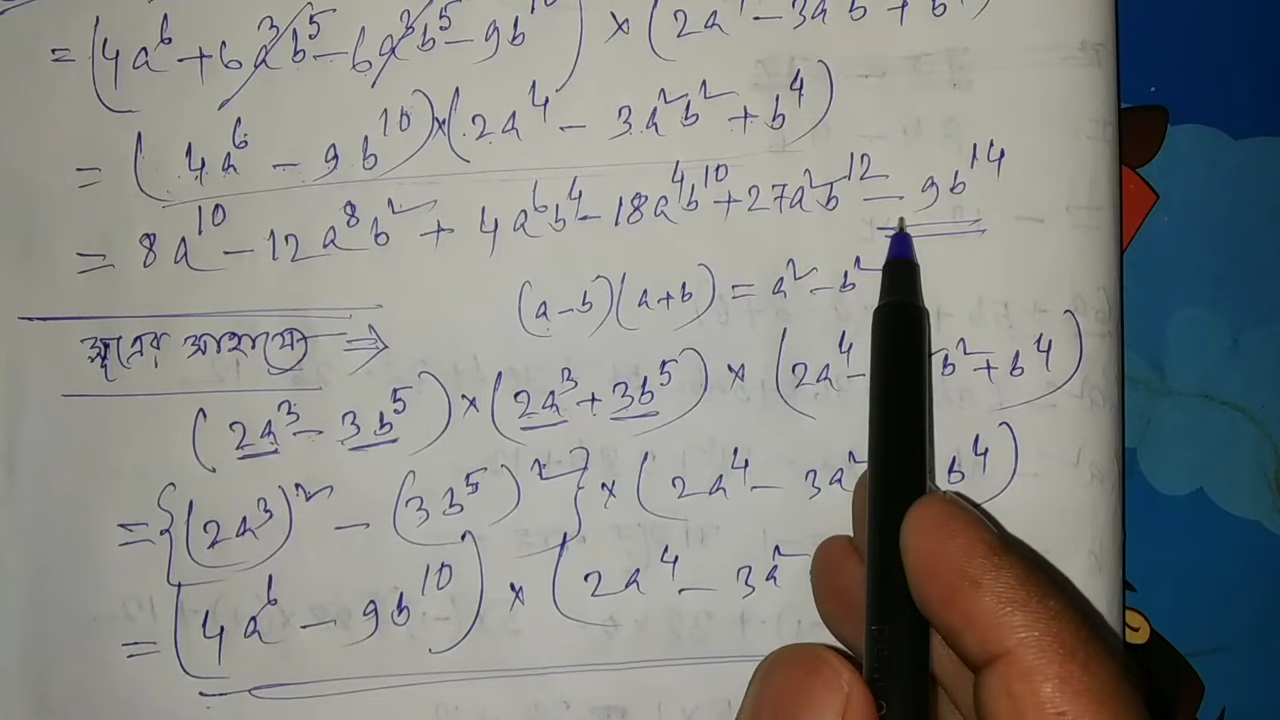 = (4a⁶ + 6a³b⁵ - 6a³b⁵ - 9b¹⁰) × (2a⁴ - 3a²b² + b⁴)
= (4a⁶ - 9b¹⁰) × (2a⁴ - 3a²b² + b⁴)
= 8a¹⁰ - 12a⁸b² + 4a⁶b⁴ - 18a⁴b¹⁰ + 27a²b¹² - 9b¹⁴
(a-b)(a+b) = a² - b²
সূত্রের সাহায্যে ⇒
(2a³ - 3b⁵) × (2a³ + 3b⁵) × (2a⁴ - b² + b⁴)
= {(2a³)² - (3b⁵)²} × (2a⁴ - 3a² b⁴)
= (4a⁶ - 9b¹⁰) × (2a⁴ - 3a²